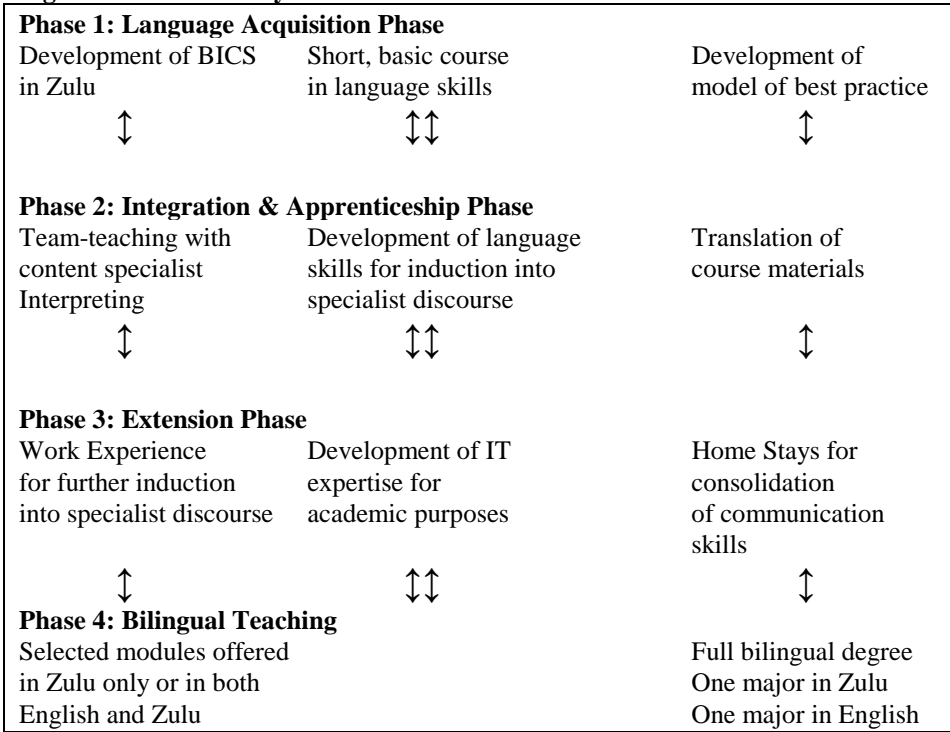 Phase 1: Language Acquisition Phase
Development of BICS
in Zulu
Short, basic course
in language skills
Development of
model of best practice
↕ ↕↕ ↕
Phase 2: Integration & Apprenticeship Phase
Team-teaching with
content specialist
Interpreting
Development of language
skills for induction into
specialist discourse
Translation of
course materials
↕ ↕↕ ↕
Phase 3: Extension Phase
Work Experience
for further induction
into specialist discourse
Development of IT
expertise for
academic purposes
Home Stays for
consolidation
of communication
skills
↕ ↕↕ ↕
Phase 4: Bilingual Teaching
Selected modules offered
in Zulu only or in both
English and Zulu
Full bilingual degree
One major in Zulu
One major in English